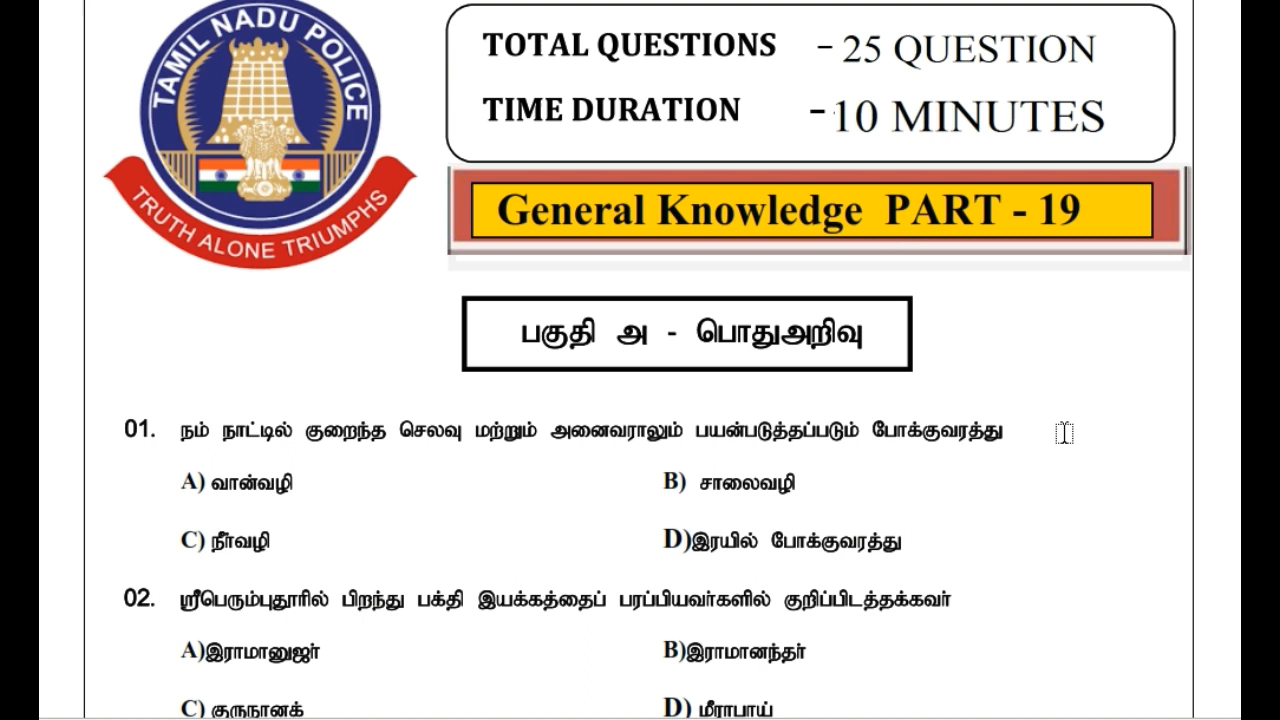 TAMIL NADU POLICE
TRUTH ALONE TRIUMPHS
TOTAL QUESTIONS - 25 QUESTION
TIME DURATION - 10 MINUTES
General Knowledge PART - 19
பகுதி அ - பொதுஅறிவு
01. நம் நாட்டில் குறைந்த செலவு மற்றும் அனைவராலும் பயன்படுத்தப்படும் போக்குவரத்து
A) வான்வழி B) சாலைவழி
C) நீர்வழி D)இரயில் போக்குவரத்து
02. ஸ்ரீபெரும்புதூரில் பிறந்து பக்தி இயக்கத்தைப் பரப்பியவர்களில் குறிப்பிடத்தக்கவர்
A)இராமானுஜர் B)இராமானந்தர்
C) குருநானக் D) மீராபாய்